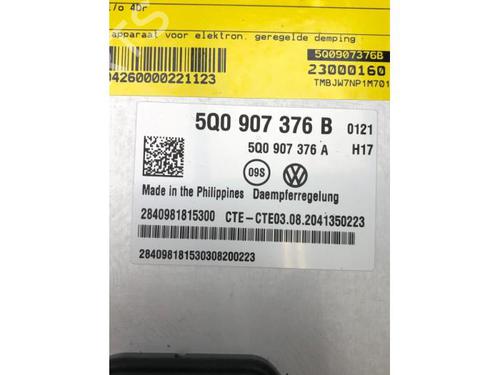 /o 4Dr
apparaat voor elektron. geregelde demping
5Q0907376B
04260000221123
23000160
TMBJW7NP1M701
5Q0 907 376 B 0121
5Q0 907 376 A H17
09S
Made in the Philippines Daempferregelung
2840981815300 CTE-CTE03.08.2041350223
284098181530308200223